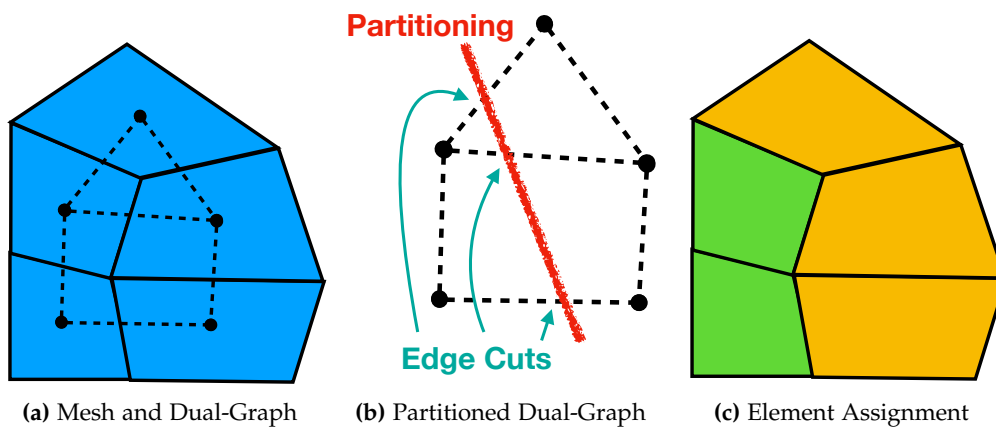 Partitioning
Edge Cuts
(a) Mesh and Dual-Graph
(b) Partitioned Dual-Graph
(c) Element Assignment